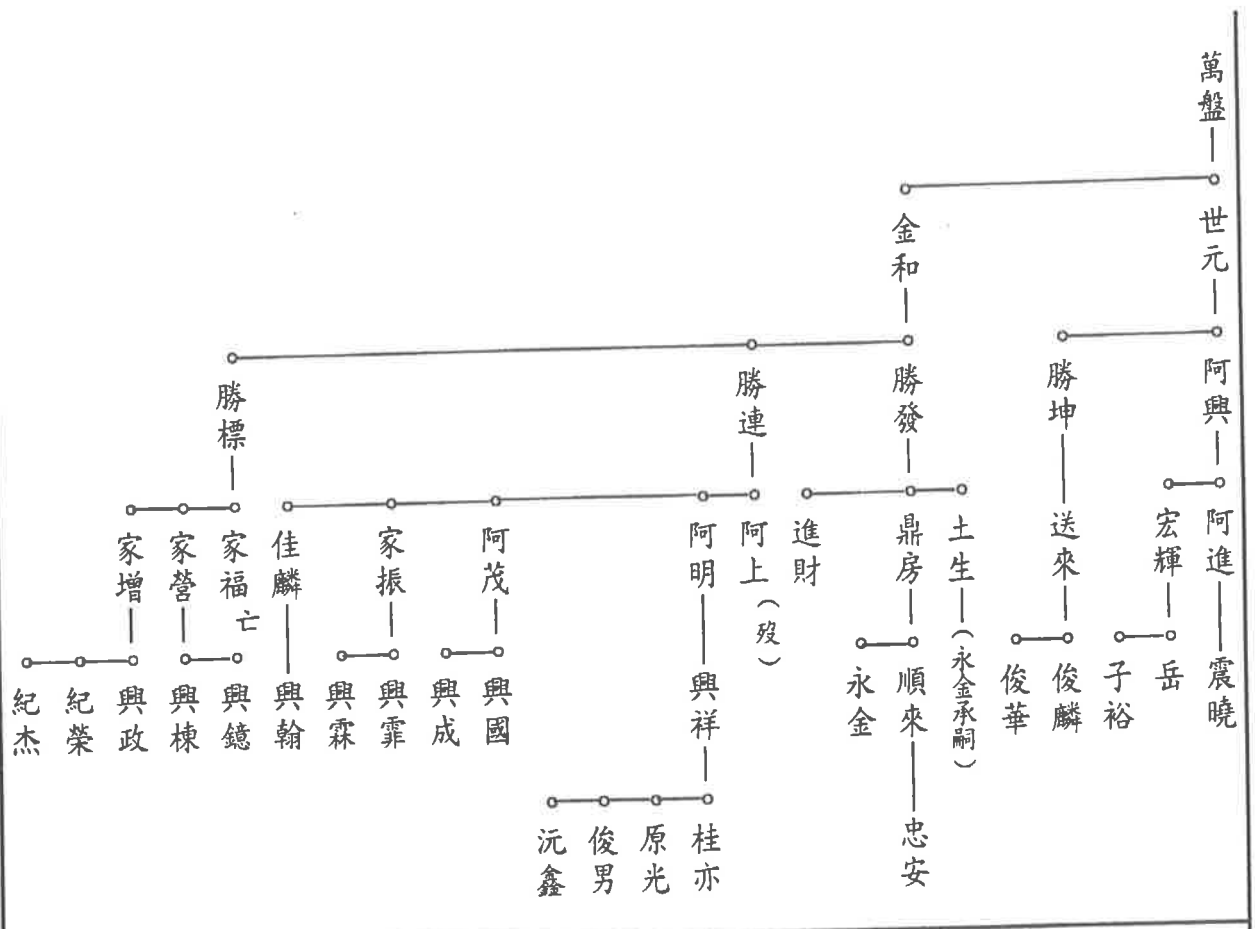 萬盤
世元
金和
阿興
勝坤
勝發
勝連
勝標
阿進
宏輝
送來
土生
（永金承嗣）
鼎房
進財
阿上
（歿）
阿明
阿茂
家振
佳麟
家福
亡
家營
家增
震曉
岳
子裕
俊麟
俊華
順來
永金
興祥
興國
興成
興霏
興霖
興翰
興鐿
興棟
興政
紀榮
紀杰
忠安
桂亦
原光
俊男
沅鑫